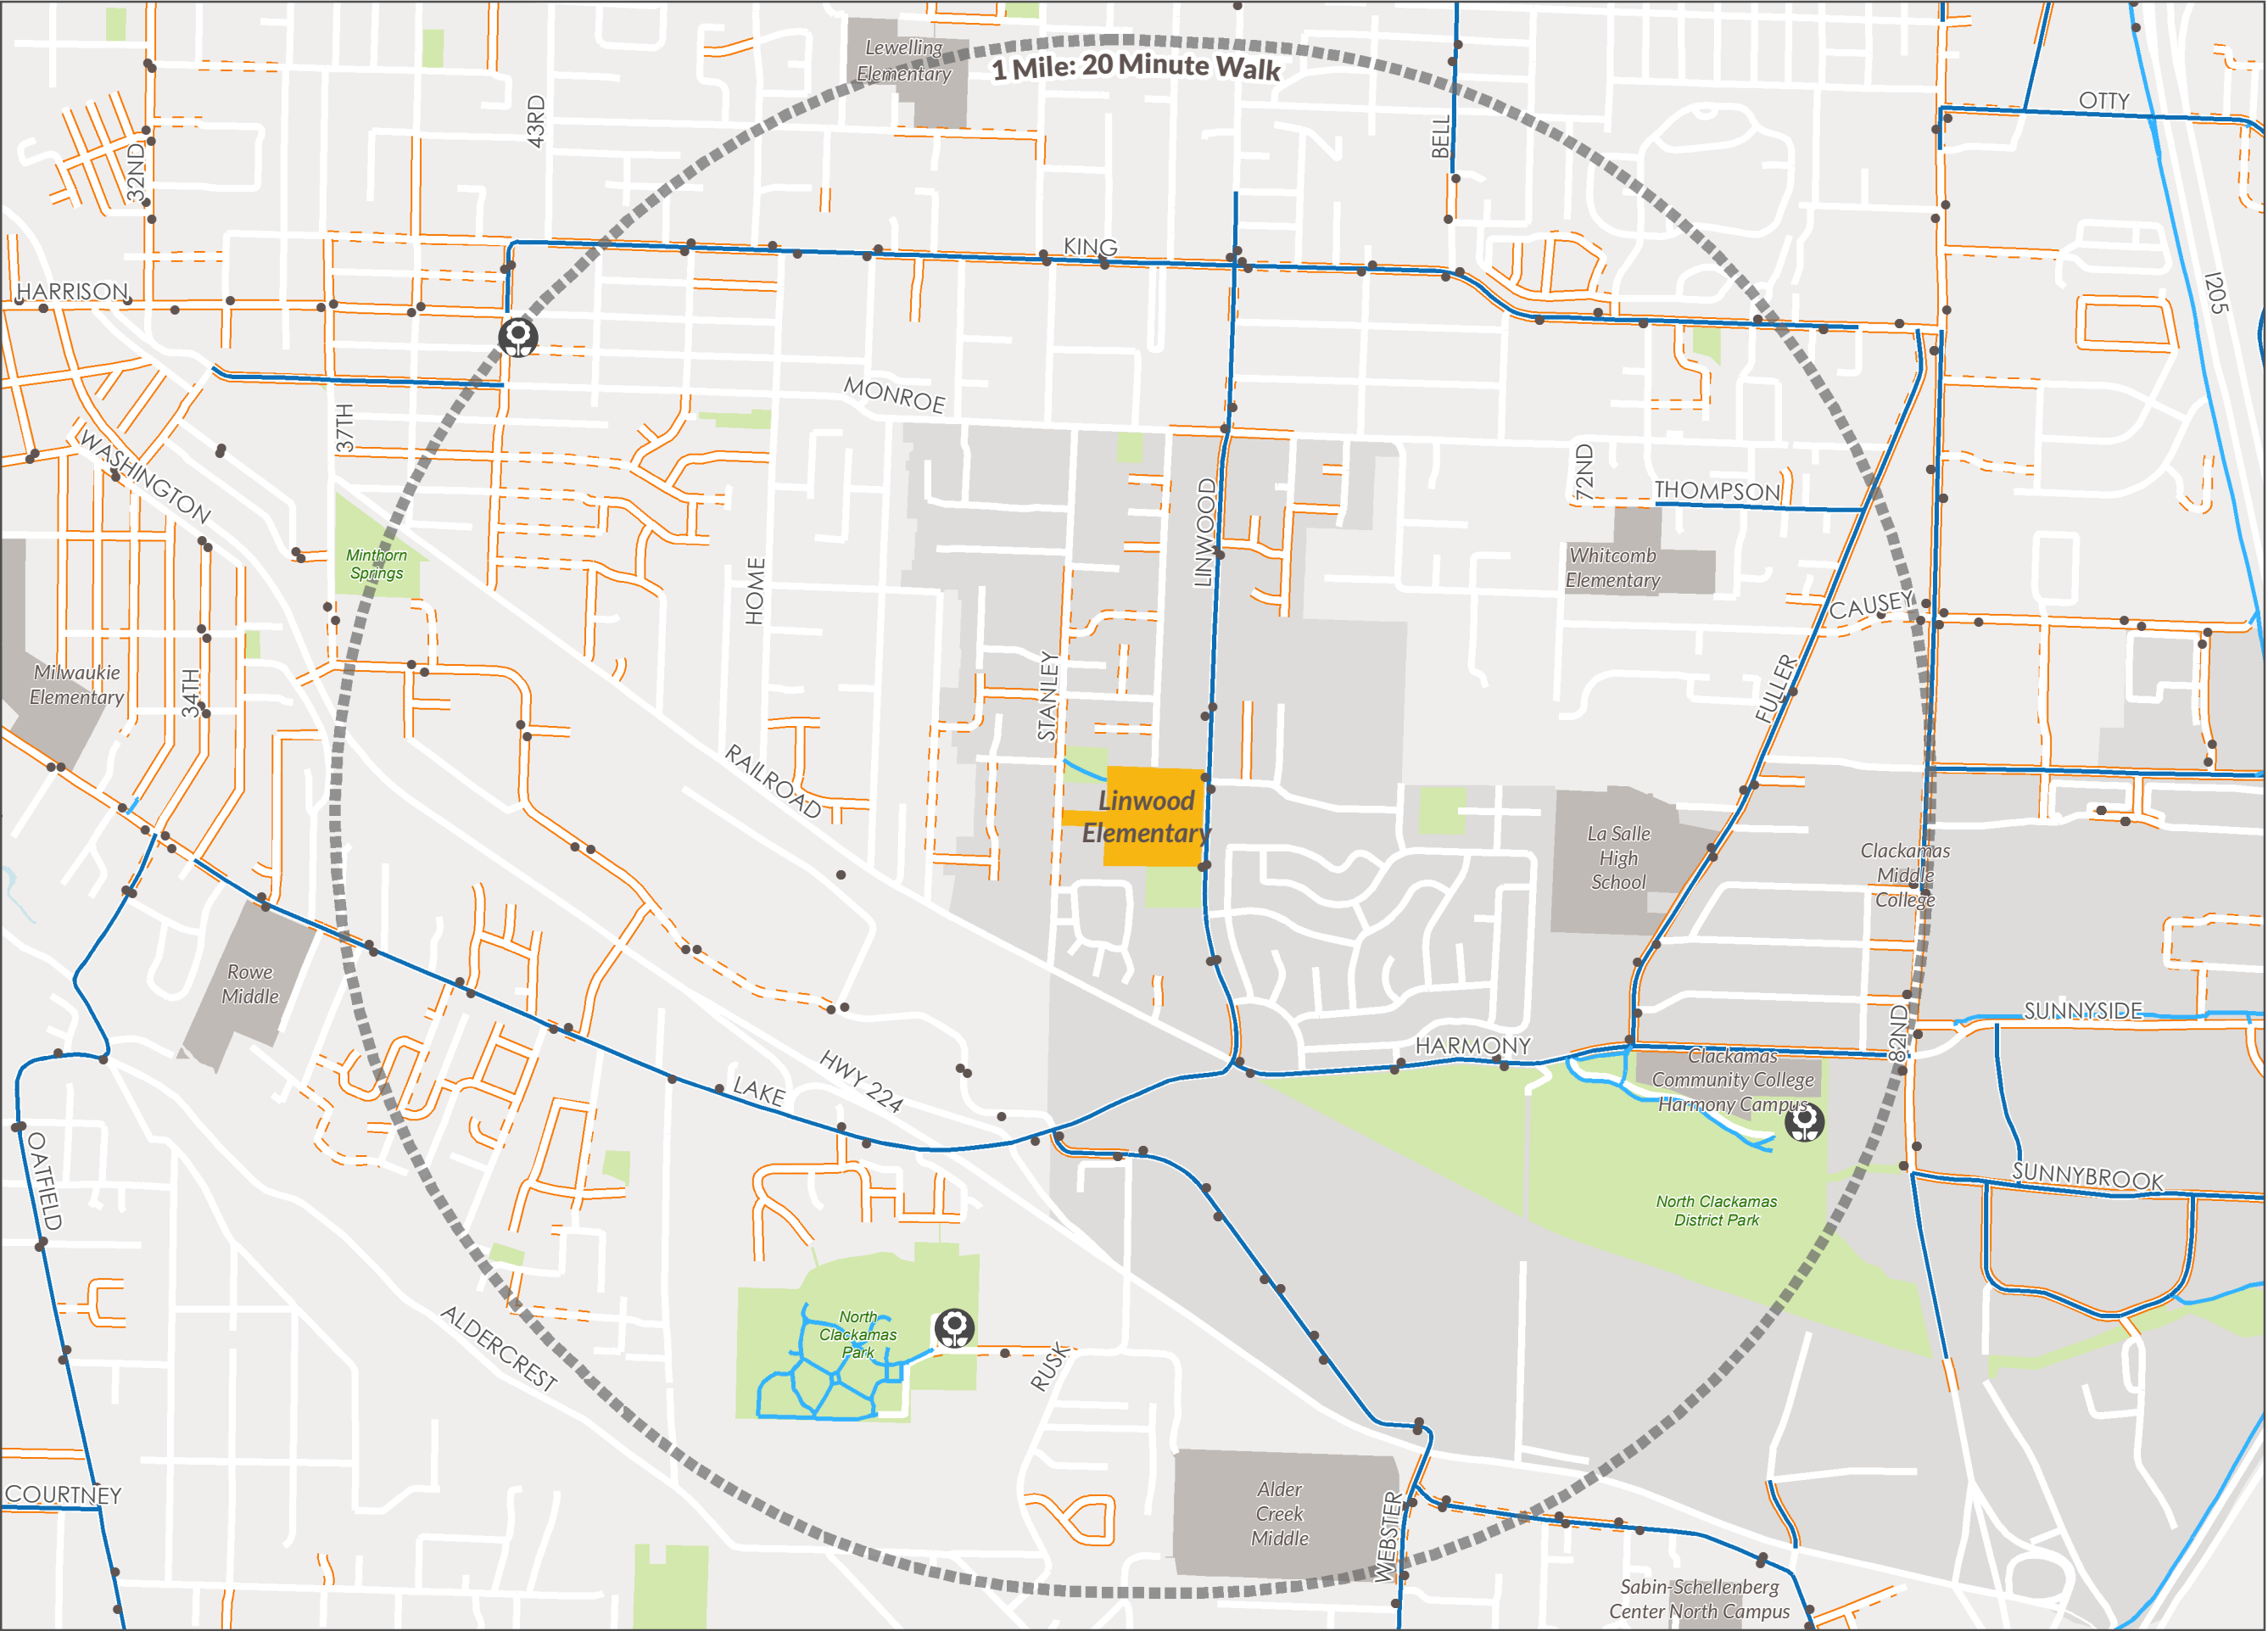 Lewelling
Elementary
1 Mile: 20 Minute Walk
OTTY
43RD
BELL
32ND
KING
HARRISON
I205
MONROE
37TH
WASHINGTON
72ND
THOMPSON
LINWOOD
Minthorn
Springs
Whitcomb
Elementary
HOME
CAUSEY
Milwaukie
Elementary
34TH
STANLEY
FULLER
RAILROAD
Linwood
Elementary
La Salle
High
School
Clackamas
Middle
College
Rowe
Middle
SUNNYSIDE
82ND
HARMONY
Clackamas
Community College
Harmony Campus
LAKE
HWY 224
OATFIELD
SUNNYBROOK
North Clackamas
District Park
North
Clackamas
Park
ALDERCREST
RUSK
COURTNEY
Alder
Creek
Middle
WEBSTER
Sabin-Schellenberg
Center North Campus